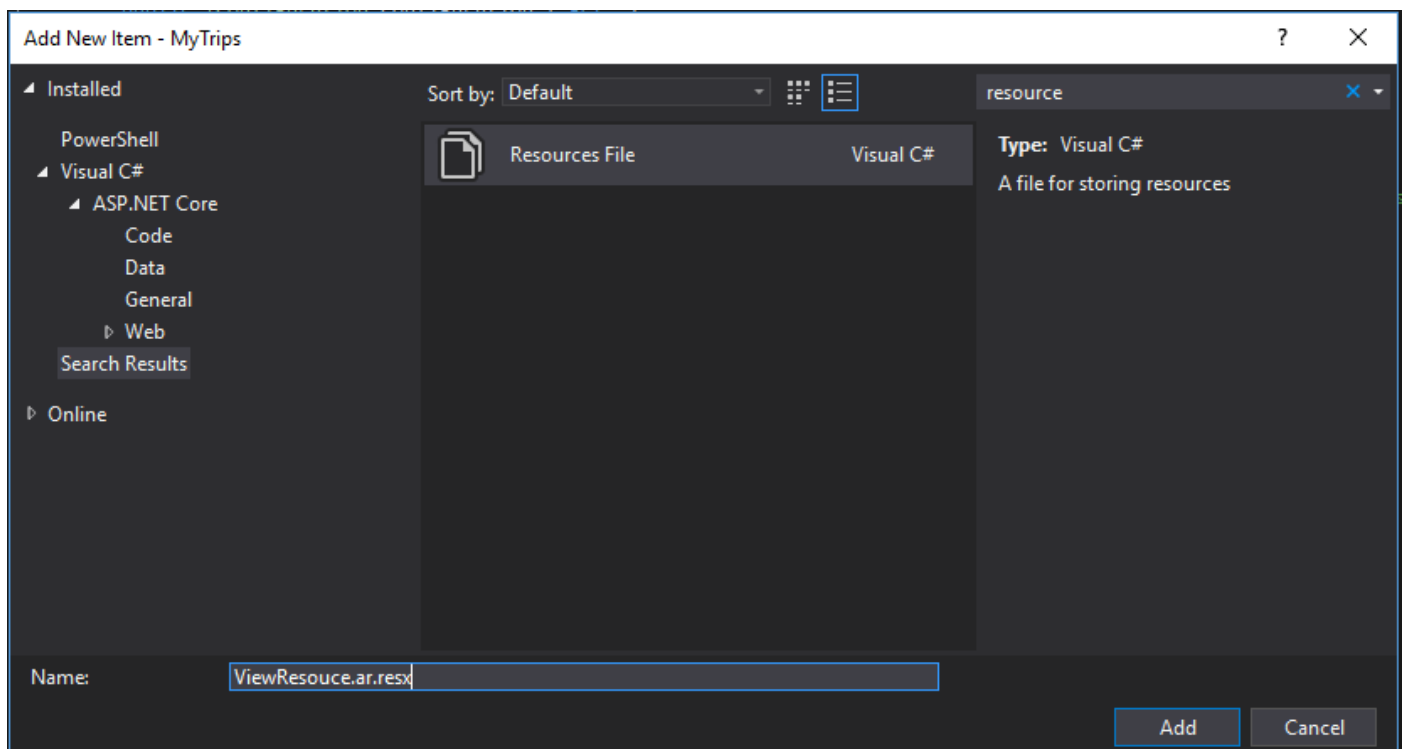 Add New Item - MyTrips
?
Installed
Sort by: Default
resource
PowerShell
Visual C#
ASP.NET Core
Code
Data
General
Web
Search Results
Online
Resources File Visual C#
Type: Visual C#
A file for storing resources
Name: ViewResouce.ar.resx
Add Cancel